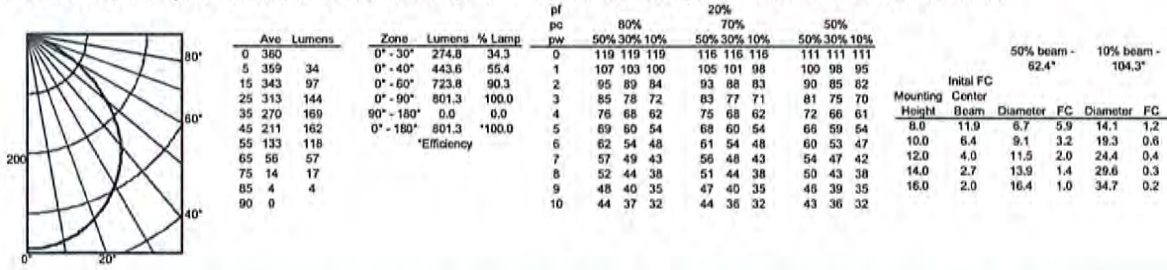 80°
60°
200
40°
0° 20°
Ave Lumens
0 360
5 359 34
15 343 97
25 313 144
35 270 169
45 211 162
55 133 118
65 56 57
75 14 17
85 4 4
90 0
Zone Lumens % Lamp
0° - 30° 274.8 34.3
0° - 40° 443.6 55.4
0° - 60° 723.8 90.3
0° - 90° 801.3 100.0
90° - 180° 0.0 0.0
0° - 180° 801.3 *100.0
*Efficiency
pf 20%
pc 80% 70% 50%
pw 50% 30% 10% 50% 30% 10% 50% 30% 10%
0 119 119 119 116 116 116 111 111 111
1 107 103 100 105 101 98 100 98 95
2 95 89 84 93 88 83 90 85 82
3 85 78 72 83 77 71 81 75 70
4 76 68 62 75 68 62 72 66 61
5 69 60 54 68 60 54 66 59 54
6 62 54 48 61 54 48 60 53 47
7 57 49 43 56 48 43 54 47 42
8 52 44 38 51 44 38 50 43 38
9 48 40 35 47 40 35 46 39 35
10 44 37 32 44 36 32 43 36 32
50% beam - 10% beam -
62.4° 104.3°
Inital FC
Mounting Center
Height Beam Diameter FC Diameter FC
8.0 11.9 6.7 5.9 14.1 1.2
10.0 6.4 9.1 3.2 19.3 0.6
12.0 4.0 11.5 2.0 24.4 0.4
14.0 2.7 13.9 1.4 29.6 0.3
16.0 2.0 16.4 1.0 34.7 0.2